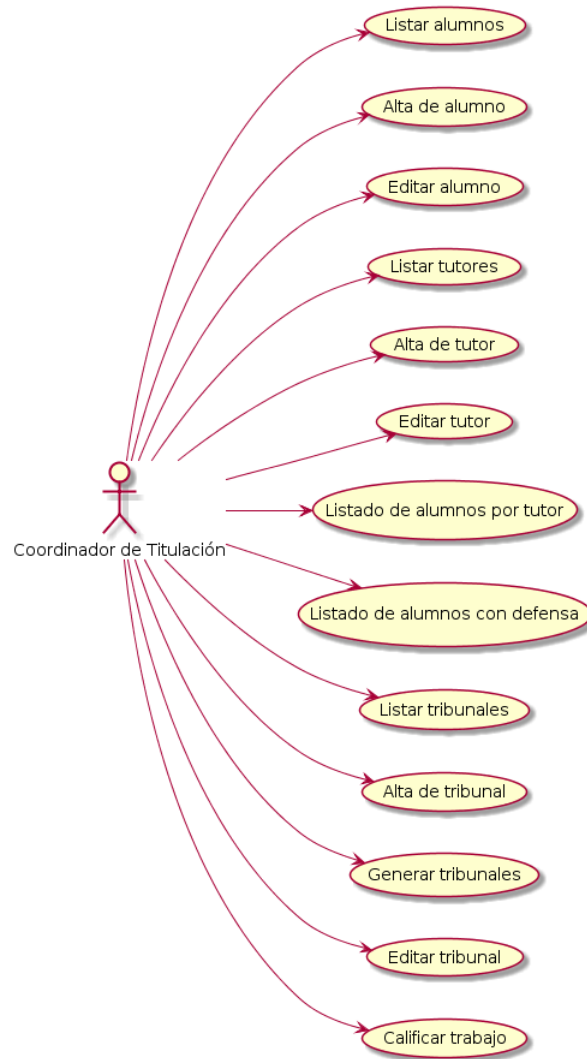 Listar alumnos
Alta de alumno
Editar alumno
Listar tutores
Alta de tutor
Editar tutor
Listado de alumnos por tutor
Coordinador de Titulación
Listado de alumnos con defensa
Listar tribunales
Alta de tribunal
Generar tribunales
Editar tribunal
Calificar trabajo